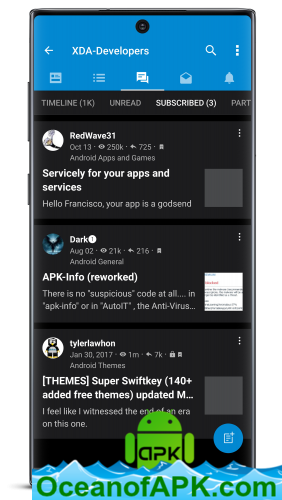 XDA-Developers
TIMELINE (1K) UNREAD SUBSCRIBED (3) PART
RedWave31
Oct 13 · 250k · 725 ·
Android Apps and Games
Servicely for your apps and
services
Hello Francisco, your app is a godsend
Dark
Aug 02 · 21k · 216 ·
Android General
APK-Info (reworked)
There is no "suspicious" code at all.... in
"apk-info" or in "AutoIT" , the Anti-Virus...
tylerlawhon
Jan 30, 2017 · 1m · 7k ·
Android Themes
[THEMES] Super Swiftkey (140+
added free themes) updated M...
I feel like I witnessed the end of an era
on this one.
APK
OceanofAPK.com